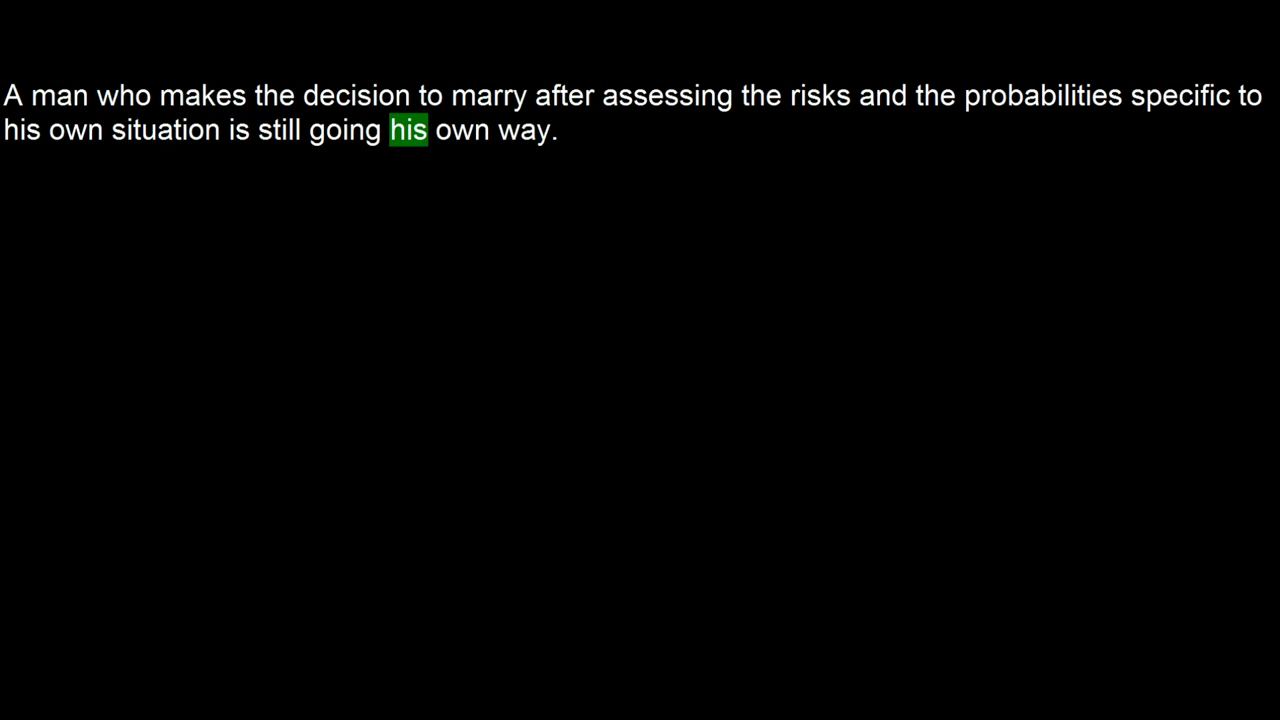 A man who makes the decision to marry after assessing the risks and the probabilities specific to
his own situation is still going his own way.